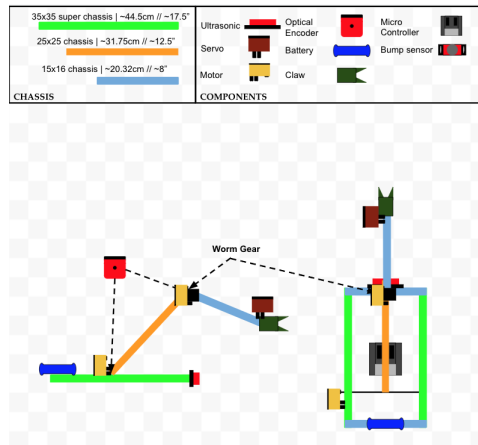 35x35 super chassis | ~44.5cm // ~17.5"
25x25 chassis | ~31.75cm // ~12.5"
15x16 chassis | ~20.32cm // ~8"
CHASSIS
Ultrasonic
Optical
Encoder
Micro
Controller
Servo
Battery
Bump sensor
Motor
Claw
COMPONENTS
Worm Gear